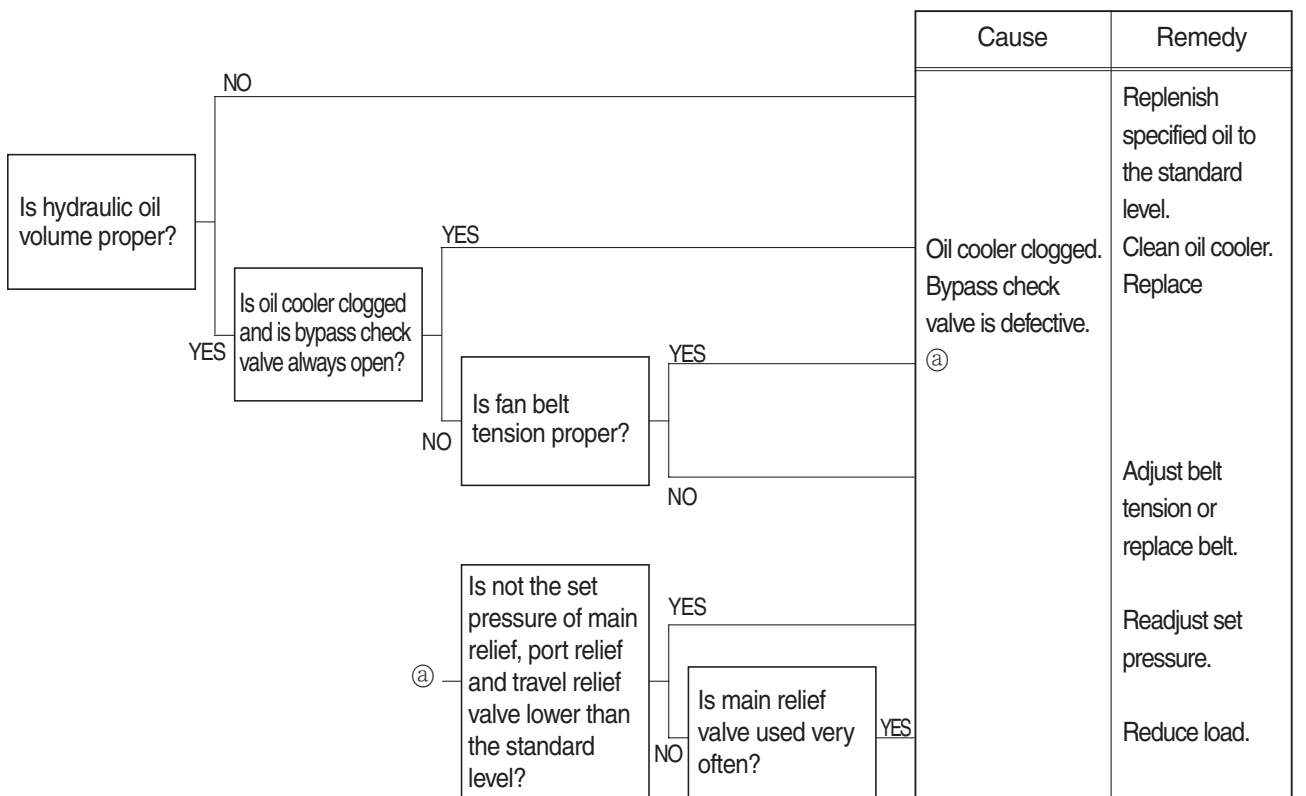 Cause
Remedy
NO
Replenish
specified oil to
the standard
level.
Is hydraulic oil
volume proper?
YES
YES
Oil cooler clogged.
Clean oil cooler.
Bypass check
Replace
valve is defective.
Is oil cooler clogged
and is bypass check
valve always open?
YES
ⓐ
NO
Is fan belt
tension proper?
NO
Adjust belt
tension or
replace belt.
ⓐ
Is not the set
pressure of main
relief, port relief
and travel relief
valve lower than
the standard
level?
YES
Readjust set
pressure.
NO
Is main relief
valve used very
often?
YES
Reduce load.